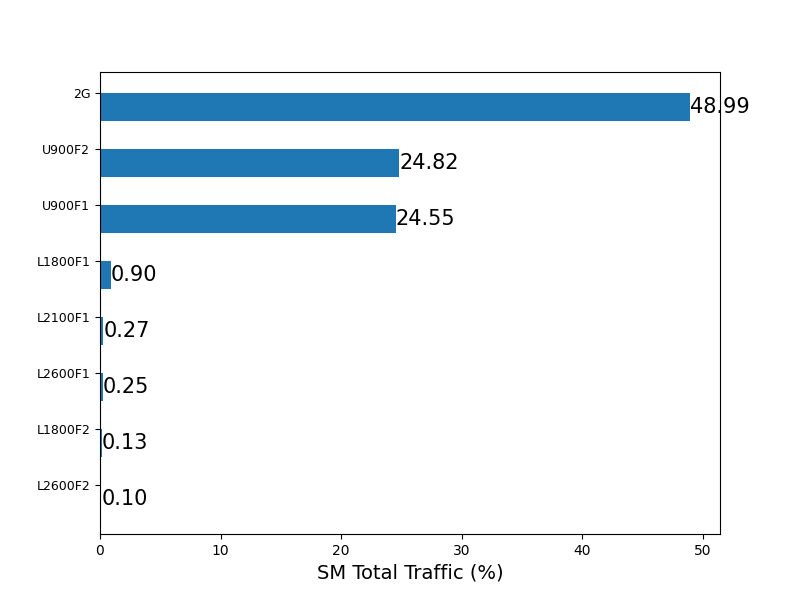 2G
48.99
U900F2
24.82
U900F1
24.55
L1800F1
0.90
L2100F1
0.27
L2600F1
0.25
L1800F2
0.13
L2600F2
0.10
0 10 20 30 40 50
SM Total Traffic (%)